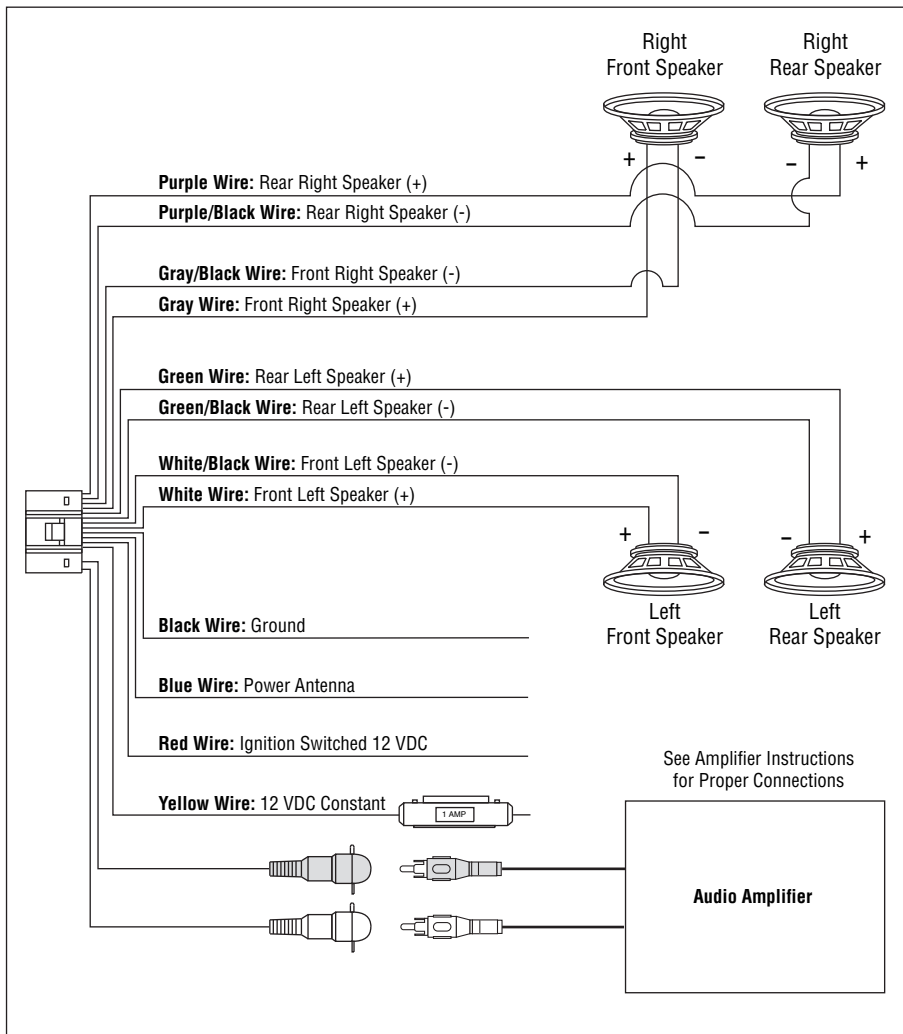 Right
Front Speaker
Right
Rear Speaker
+
–
–
+
Purple Wire: Rear Right Speaker (+)
Purple/Black Wire: Rear Right Speaker (-)
Gray/Black Wire: Front Right Speaker (-)
Gray Wire: Front Right Speaker (+)
Green Wire: Rear Left Speaker (+)
Green/Black Wire: Rear Left Speaker (-)
White/Black Wire: Front Left Speaker (-)
White Wire: Front Left Speaker (+)
+
–
–
+
Left
Front Speaker
Left
Rear Speaker
Black Wire: Ground
Blue Wire: Power Antenna
Red Wire: Ignition Switched 12 VDC
Yellow Wire: 12 VDC Constant
1 AMP
See Amplifier Instructions
for Proper Connections
Audio Amplifier